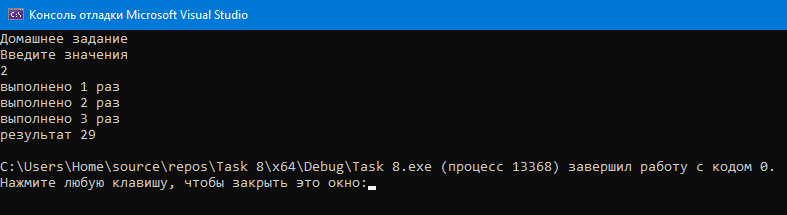 Консоль отладки Microsoft Visual Studio
Домашнее задание
Введите значения
2
выполнено 1 раз
выполнено 2 раз
выполнено 3 раз
результат 29
C:\Users\Home\source\repos\Task 8\x64\Debug\Task 8.exe (процесс 13368) завершил работу с кодом 0.
Нажмите любую клавишу, чтобы закрыть это окно: